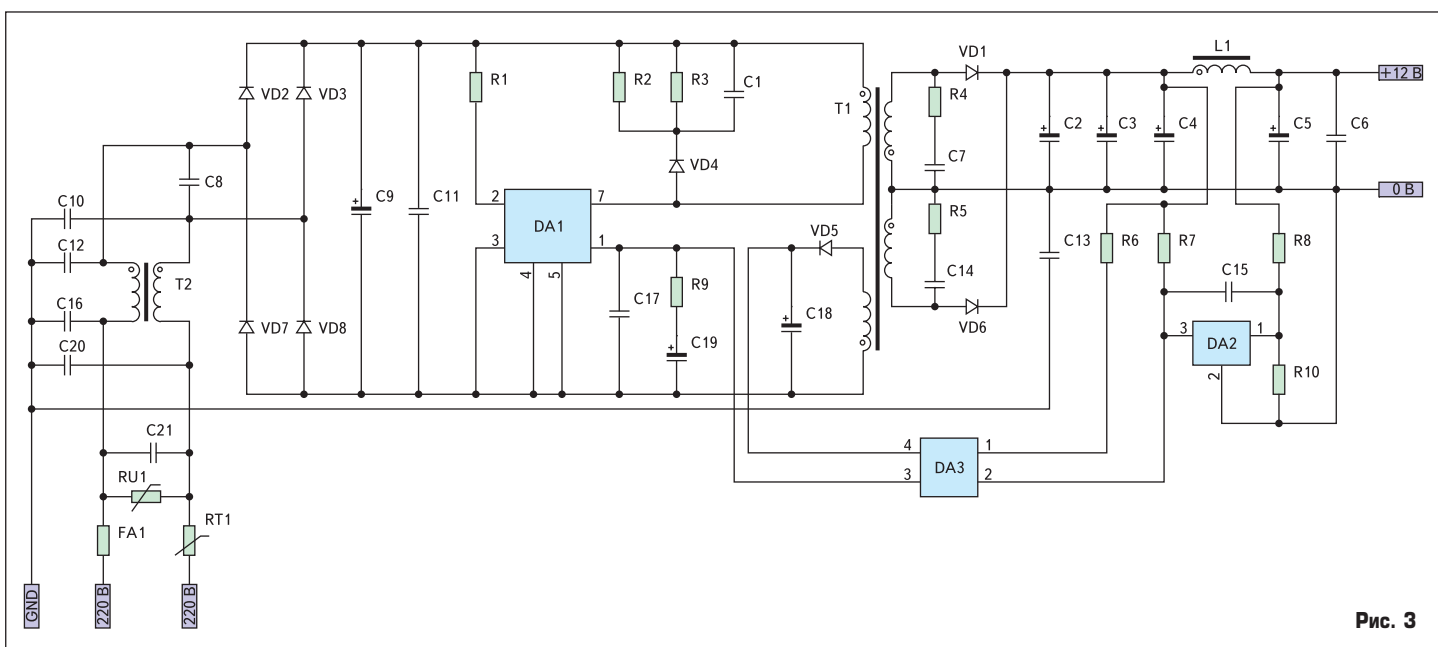 L1
VD1
+12 В
VD2
VD3
R1
R2
R3
C1
T1
R4
C2
C3
C4
C5
C6
VD4
C7
C8
0 В
C10
C9
C11
2
7
DA1
3
1
4
5
VD5
R5
C13
R6
R7
R8
C12
T2
C14
C15
C16
C17
R9
VD6
VD7
VD8
C18
C19
3
DA2
1
2
R10
C20
C21
4
DA3
1
3
2
RU1
FA1
RT1
GND
220 В
220 В
Рис. 3